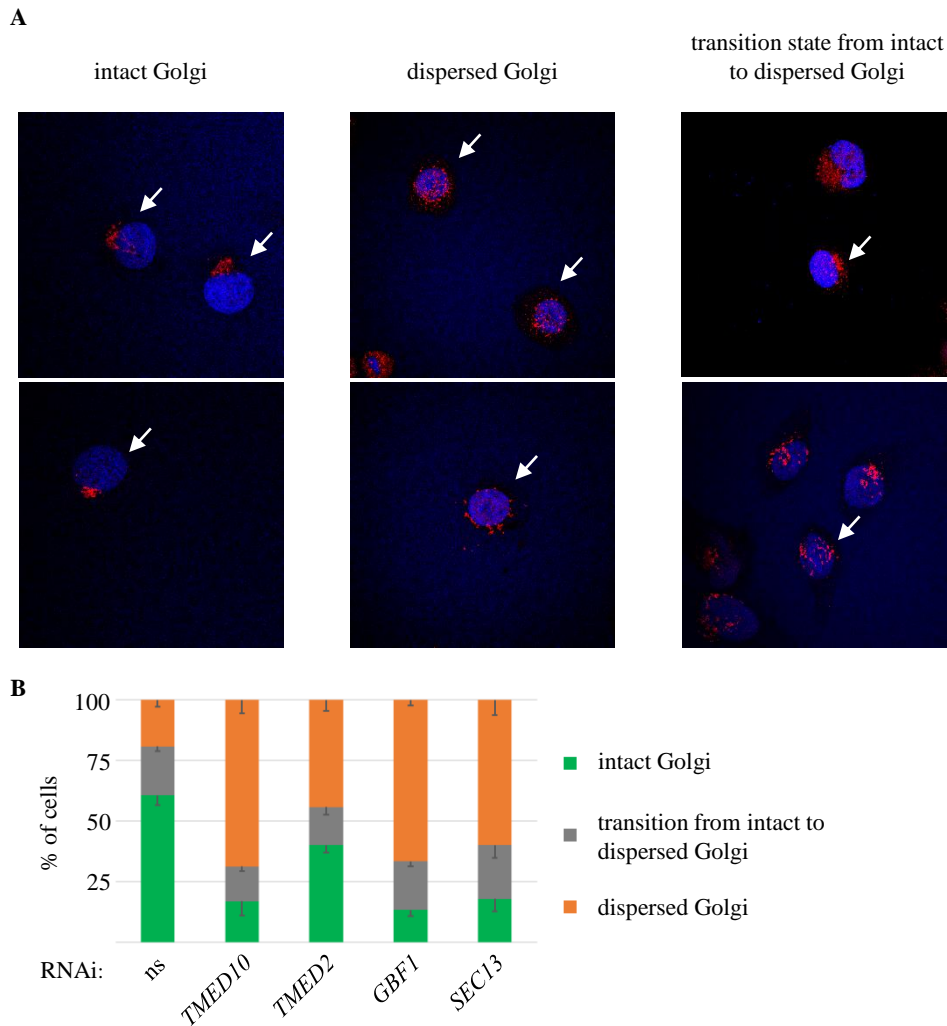 A
intact Golgi
dispersed Golgi
transition state from intact
to dispersed Golgi
B
% of cells
100
75
50
25
RNAi:
ns
TMED10
TMED2
GBF1
SEC13
intact Golgi
transition from intact to
dispersed Golgi
dispersed Golgi